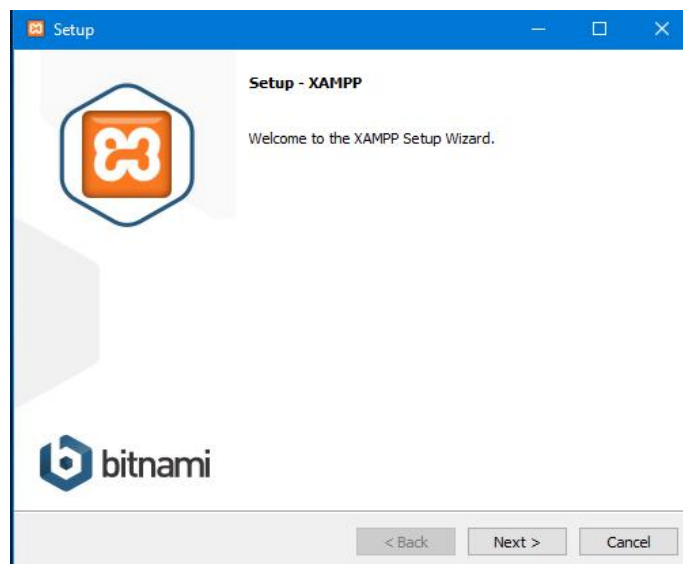 Setup
Setup - XAMPP
Welcome to the XAMPP Setup Wizard.
bitnami
< Back Next > Cancel